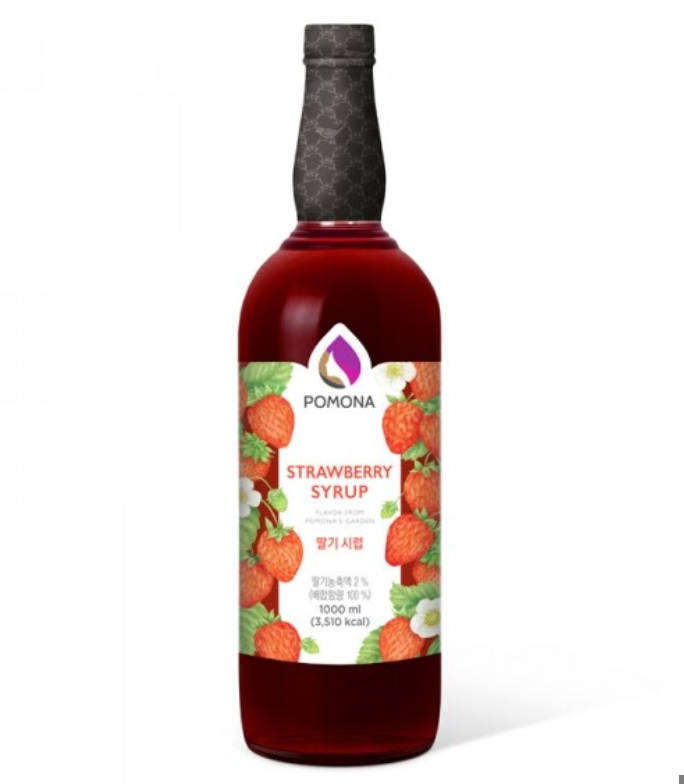 POMONA
STRAWBERRY
SYRUP
FLAVOR FROM
POMONA'S GARDEN
딸기 시럽
딸기농축액 2 %
(배합함량 100 %)
1000 ml
(3,510 kcal)